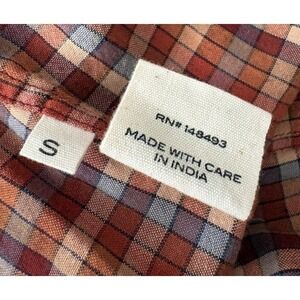 RN# 148493
MADE WITH CARE
IN INDIA
S